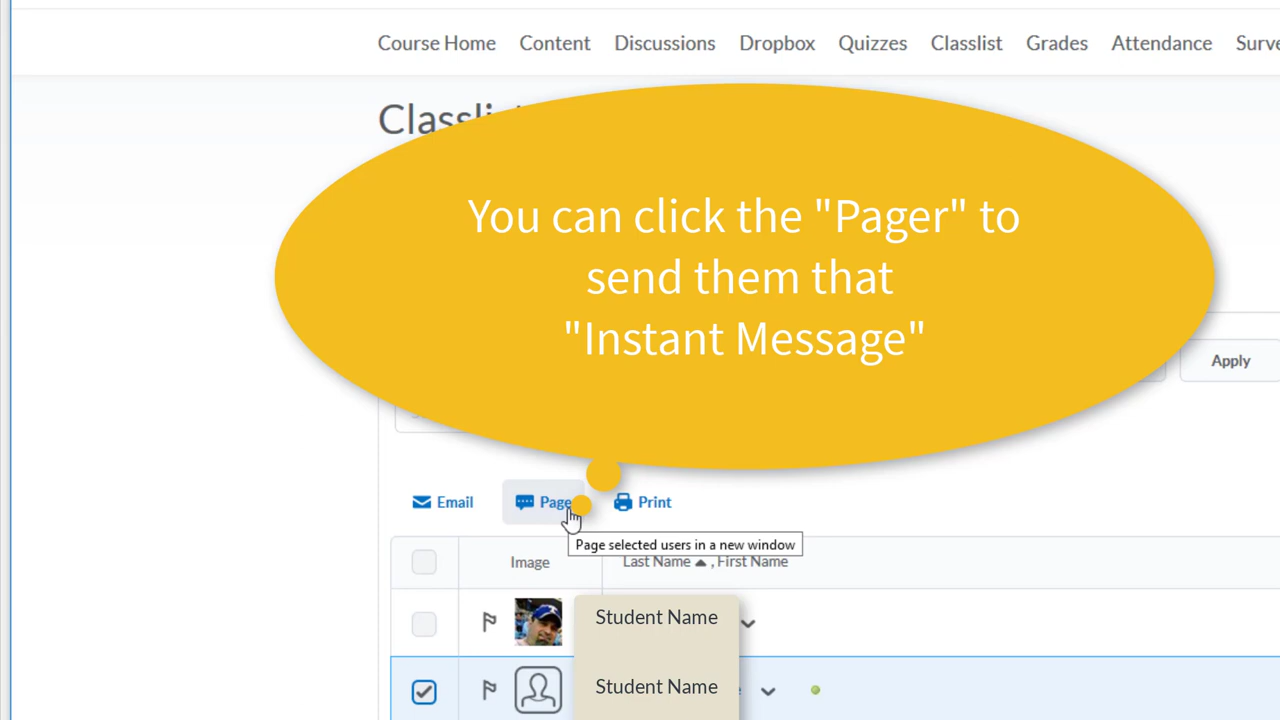 Course Home Content Discussions Dropbox Quizzes Classlist Grades Attendance
You can click the "Pager" to
send them that
"Instant Message"
Apply
Email Page Print
Page selected users in a new window
Image Last Name , First Name
Student Name
Student Name